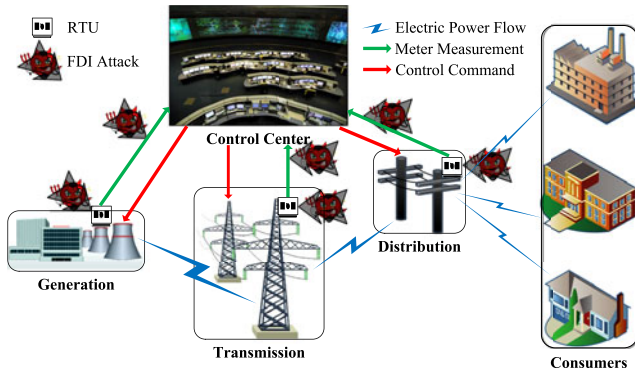 RTU
FDI Attack
Electric Power Flow
Meter Measurement
Control Command
Control Center
Distribution
Generation
Transmission
Consumers